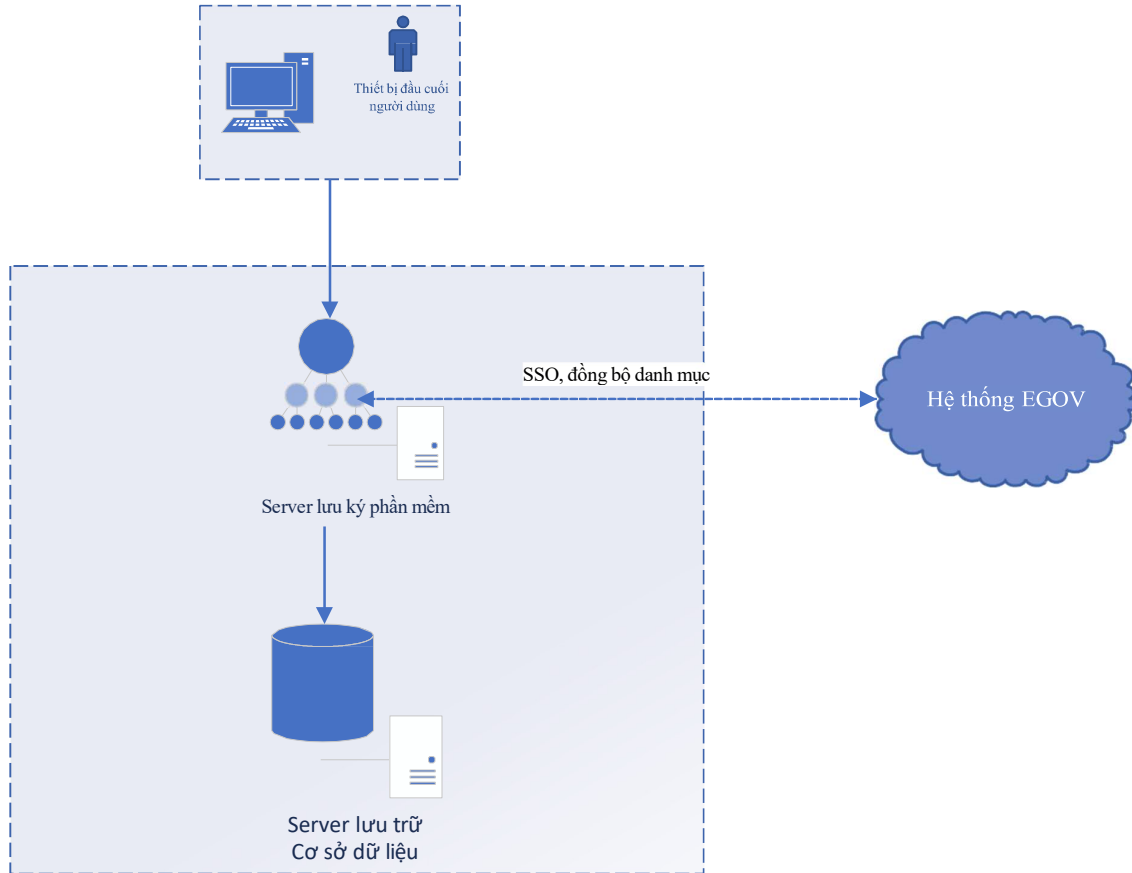 Thiết bị đầu cuối
người dùng
SSO, đồng bộ danh mục
Hệ thống EGOV
Server lưu ký phần mềm
Server lưu trữ
Cơ sở dữ liệu